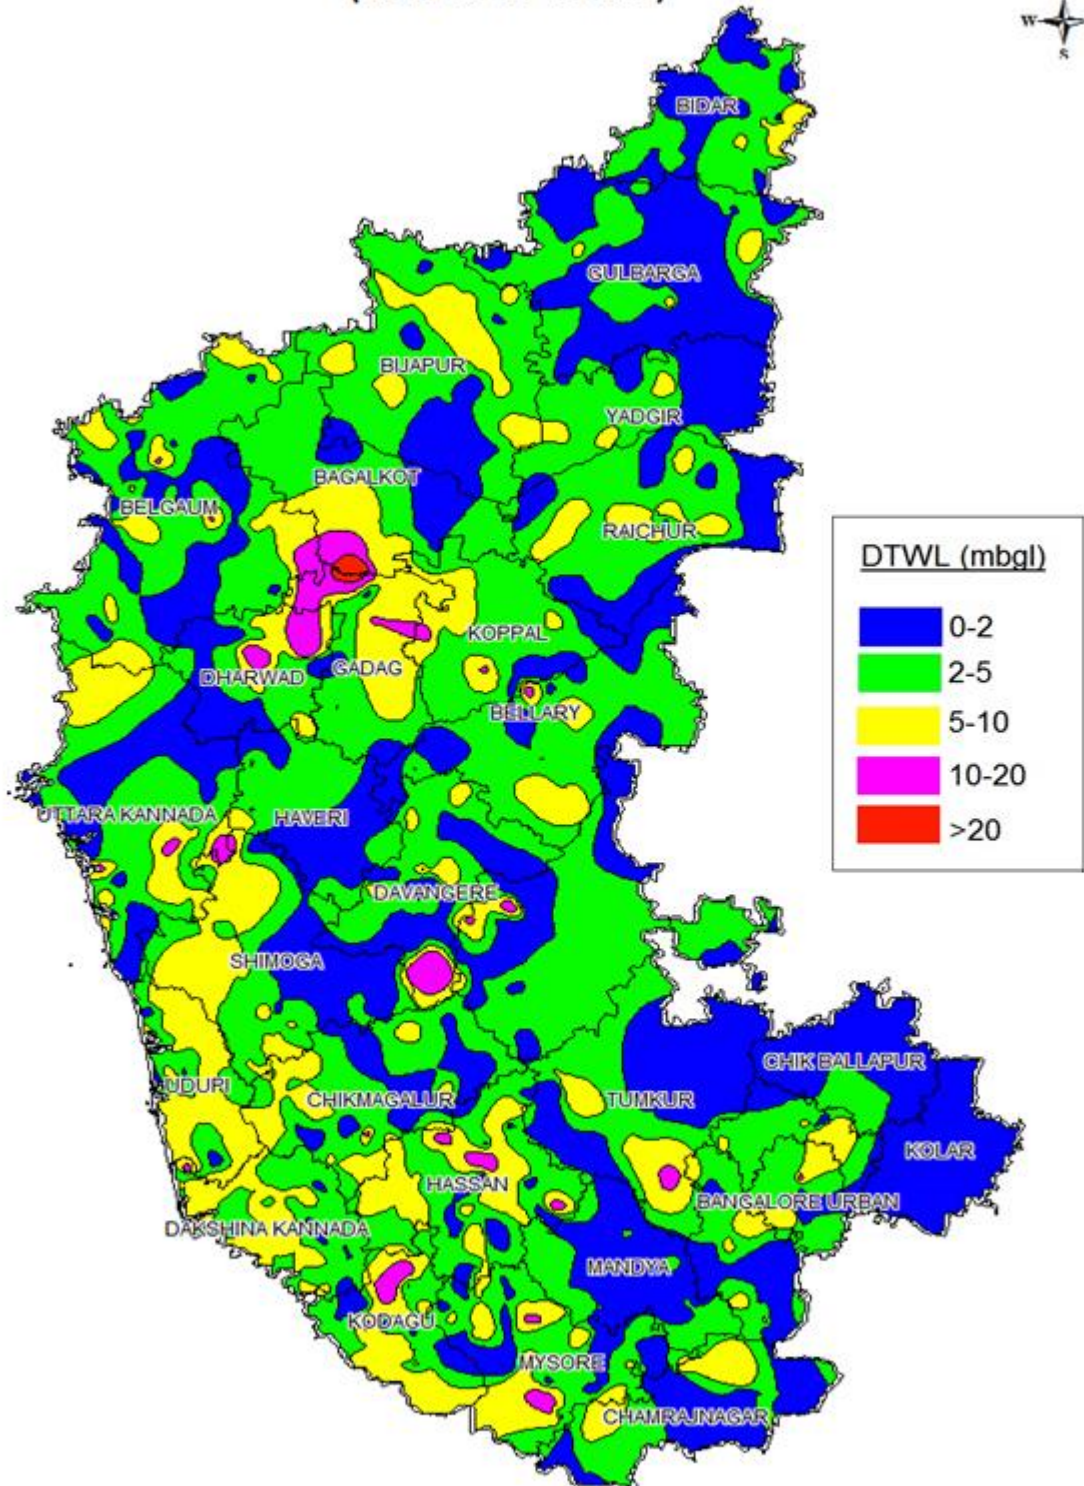 W
S
BIDAR
GULBARGA
BIJAPUR
YADGIR
BAGALKOT
BELGAUM
RAICHUR
DTWL (mbgl)
0-2
2-5
5-10
10-20
>20
KOPPAL
GADAG
DHARWAD
BELLARY
UTTARA KANNADA
HAVERI
DAVANGERE
SHIMOGA
CHIK BALLAPUR
UDUPI
CHIKMAGALUR
TUMKUR
KOLAR
HASSAN
BANGALORE URBAN
DAKSHINA KANNADA
MANDYA
KODAGU
MYSORE
CHAMRAJNAGAR